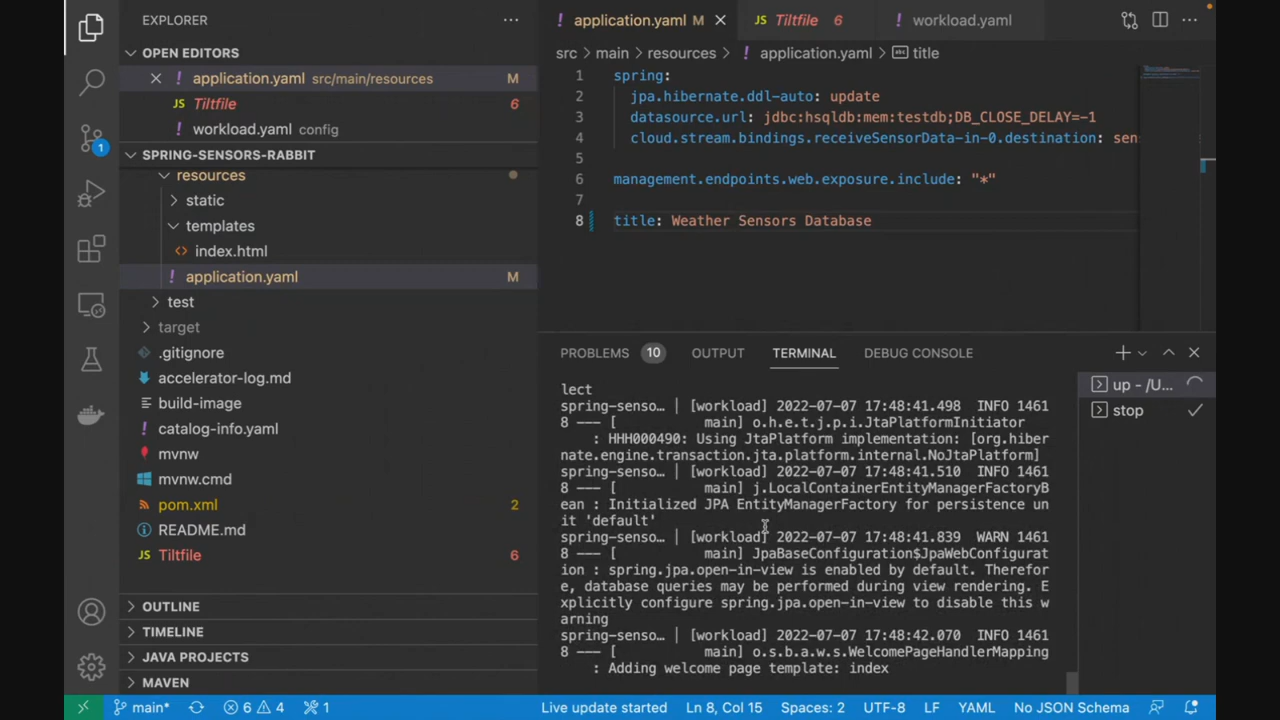 EXPLORER
OPEN EDITORS
application.yaml src/main/resources M
JS Tiltfile 6
workload.yaml config
SPRING-SENSORS-RABBIT
resources
static
templates
<> index.html
! application.yaml M
test
target
.gitignore
accelerator-log.md
build-image
catalog-info.yaml
mvnw
mvnw.cmd
pom.xml 2
README.md
JS Tiltfile 6
OUTLINE
TIMELINE
JAVA PROJECTS
MAVEN
! application.yaml M
JS Tiltfile 6
! workload.yaml
src > main > resources > ! application.yaml > abc title
1 spring:
2 jpa.hibernate.ddl-auto: update
3 datasource.url: jdbc:hsqldb:mem:testdb;DB_CLOSE_DELAY=-1
4 cloud.stream.bindings.receiveSensorData-in-0.destination: sen
5
6 management.endpoints.web.exposure.include: "*"
7
8 title: Weather Sensors Database
PROBLEMS 10 OUTPUT TERMINAL DEBUG CONSOLE
lect
spring-senso… | [workload] 2022-07-07 17:48:41.498 INFO 1461
8 --- [ main] o.h.e.t.j.p.i.JtaPlatformInitiator
: HHH000490: Using JtaPlatform implementation: [org.hiber
nate.engine.transaction.jta.platform.internal.NoJtaPlatform]
spring-senso… | [workload] 2022-07-07 17:48:41.510 INFO 1461
8 --- [ main] j.LocalContainerEntityManagerFactoryB
ean : Initialized JPA EntityManagerFactory for persistence un
it 'default'
spring-senso… | [workload] 2022-07-07 17:48:41.839 WARN 1461
8 --- [ main] JpaBaseConfiguration$JpaWebConfigurat
ion : spring.jpa.open-in-view is enabled by default. Therefor
e, database queries may be performed during view rendering. E
xplicitly configure spring.jpa.open-in-view to disable this w
arning
spring-senso… | [workload] 2022-07-07 17:48:42.070 INFO 1461
8 --- [ main] o.s.b.a.w.s.WelcomePageHandlerMapping
: Adding welcome page template: index
up - /U...
stop
1
main* 6 4 1 Live update started Ln 8, Col 15 Spaces: 2 UTF-8 LF YAML No JSON Schema